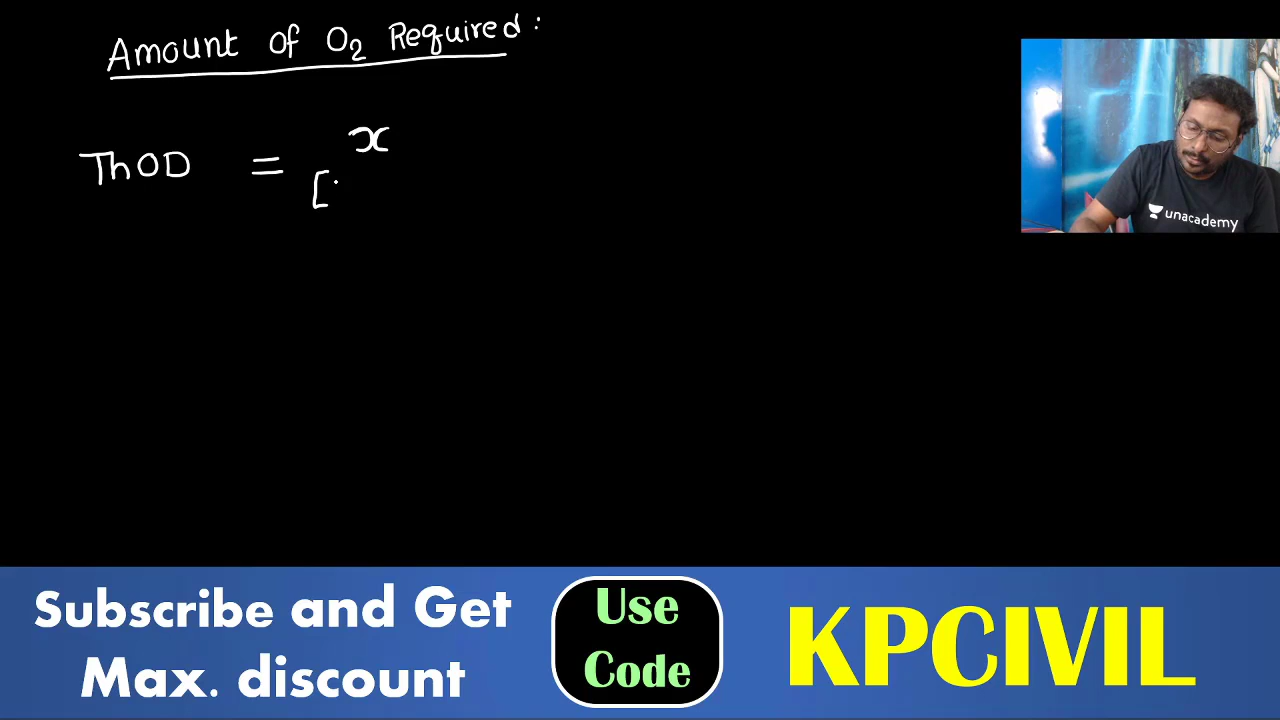 Amount of O₂ Required :
ThOD = x
[
unacademy
Subscribe and Get
Max. discount
Use
Code
KPCIVIL